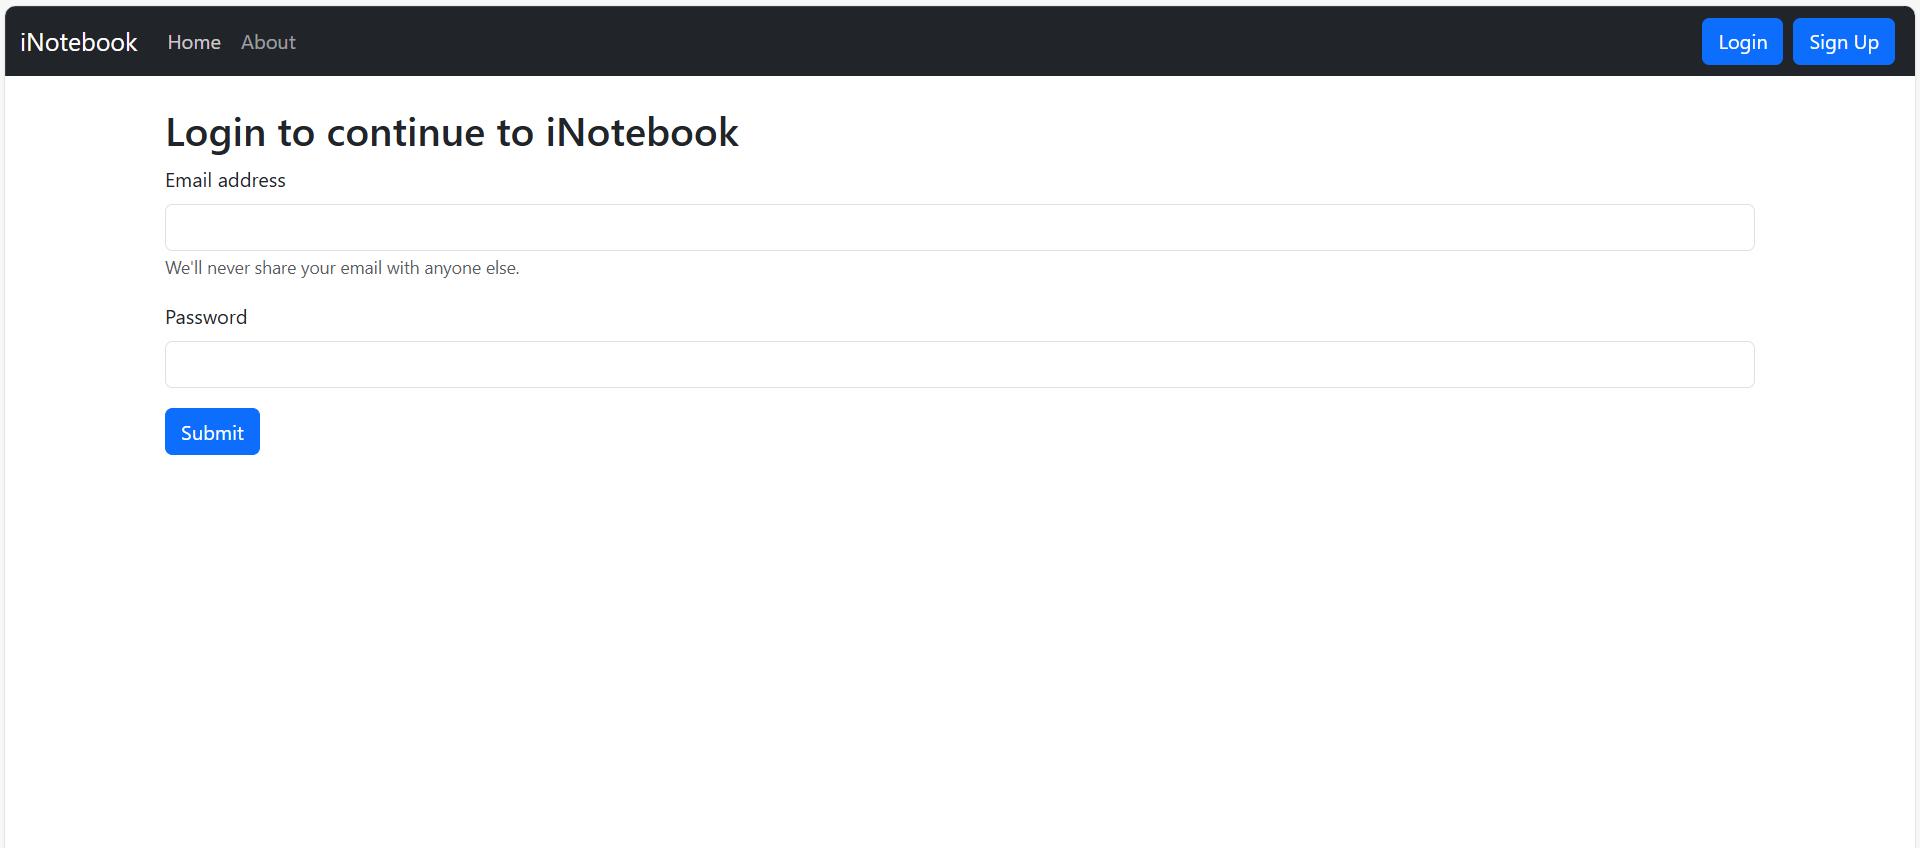 iNotebook Home About Login Sign Up
Login to continue to iNotebook
Email address
We'll never share your email with anyone else.
Password
Submit